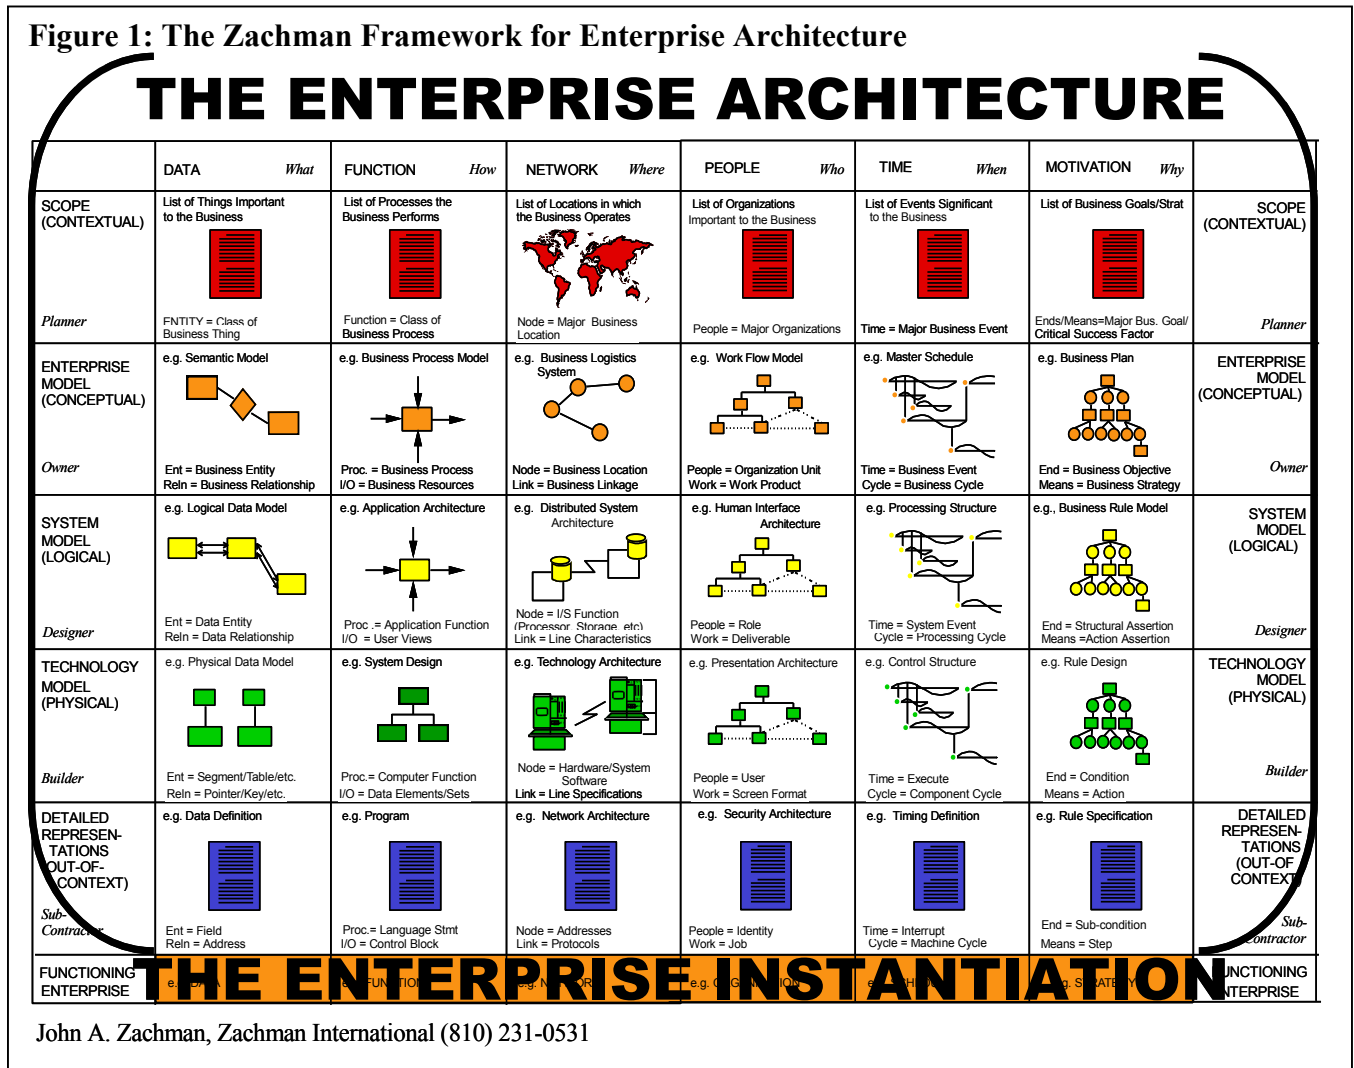 Figure 1: The Zachman Framework for Enterprise Architecture
THE ENTERPRISE ARCHITECTURE
DATA What
FUNCTION How
NETWORK Where
PEOPLE Who
TIME When
MOTIVATION Why
SCOPE
(CONTEXTUAL)
Planner
List of Things Important
to the Business
ENTITY = Class of
Business Thing
List of Processes the
Business Performs
Function = Class of
Business Process
List of Locations in which
the Business Operates
Node = Major Business
Location
List of Organizations
Important to the Business
People = Major Organizations
List of Events Significant
to the Business
Time = Major Business Event
List of Business Goals/Strat
Ends/Means=Major Bus. Goal/
Critical Success Factor
SCOPE
(CONTEXTUAL)
Planner
ENTERPRISE
MODEL
(CONCEPTUAL)
Owner
e.g. Semantic Model
Ent = Business Entity
Reln = Business Relationship
e.g. Business Process Model
Proc. = Business Process
I/O = Business Resources
e.g. Business Logistics
System
Node = Business Location
Link = Business Linkage
e.g. Work Flow Model
People = Organization Unit
Work = Work Product
e.g. Master Schedule
Time = Business Event
Cycle = Business Cycle
e.g. Business Plan
End = Business Objective
Means = Business Strategy
ENTERPRISE
MODEL
(CONCEPTUAL)
Owner
SYSTEM
MODEL
(LOGICAL)
Designer
e.g. Logical Data Model
Ent = Data Entity
Reln = Data Relationship
e.g. Application Architecture
Proc .= Application Function
I/O = User Views
e.g. Distributed System
Architecture
Node = I/S Function
(Processor, Storage, etc)
Link = Line Characteristics
e.g. Human Interface
Architecture
People = Role
Work = Deliverable
e.g. Processing Structure
Time = System Event
Cycle = Processing Cycle
e.g., Business Rule Model
End = Structural Assertion
Means =Action Assertion
SYSTEM
MODEL
(LOGICAL)
Designer
TECHNOLOGY
MODEL
(PHYSICAL)
Builder
e.g. Physical Data Model
Ent = Segment/Table/etc.
Reln = Pointer/Key/etc.
e.g. System Design
Proc.= Computer Function
I/O = Data Elements/Sets
e.g. Technology Architecture
Node = Hardware/System
Software
Link = Line Specifications
e.g. Presentation Architecture
People = User
Work = Screen Format
e.g. Control Structure
Time = Execute
Cycle = Component Cycle
e.g. Rule Design
End = Condition
Means = Action
TECHNOLOGY
MODEL
(PHYSICAL)
Builder
DETAILED
REPRESEN-
TATIONS
(OUT-OF-
CONTEXT)
Sub-
Contractor
e.g. Data Definition
Ent = Field
Reln = Address
e.g. Program
Proc.= Language Stmt
I/O = Control Block
e.g. Network Architecture
Node = Addresses
Link = Protocols
e.g. Security Architecture
People = Identity
Work = Job
e.g. Timing Definition
Time = Interrupt
Cycle = Machine Cycle
e.g. Rule Specification
End = Sub-condition
Means = Step
DETAILED
REPRESEN-
TATIONS
(OUT-OF
CONTEXT)
Sub-
Contractor
FUNCTIONING
ENTERPRISE
THE ENTERPRISE INSTANTIATION
FUNCTIONING
ENTERPRISE
John A. Zachman, Zachman International (810) 231-0531